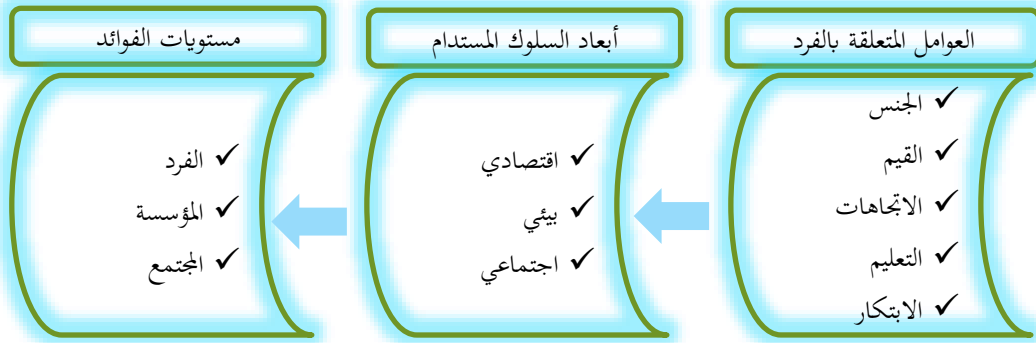 العوامل المتعلقة بالفرد
الجنس
القيم
الاتجاهات
التعليم
الابتكار
أبعاد السلوك المستدام
اقتصادي
بيئي
اجتماعي
مستويات الفوائد
الفرد
المؤسسة
المجتمع